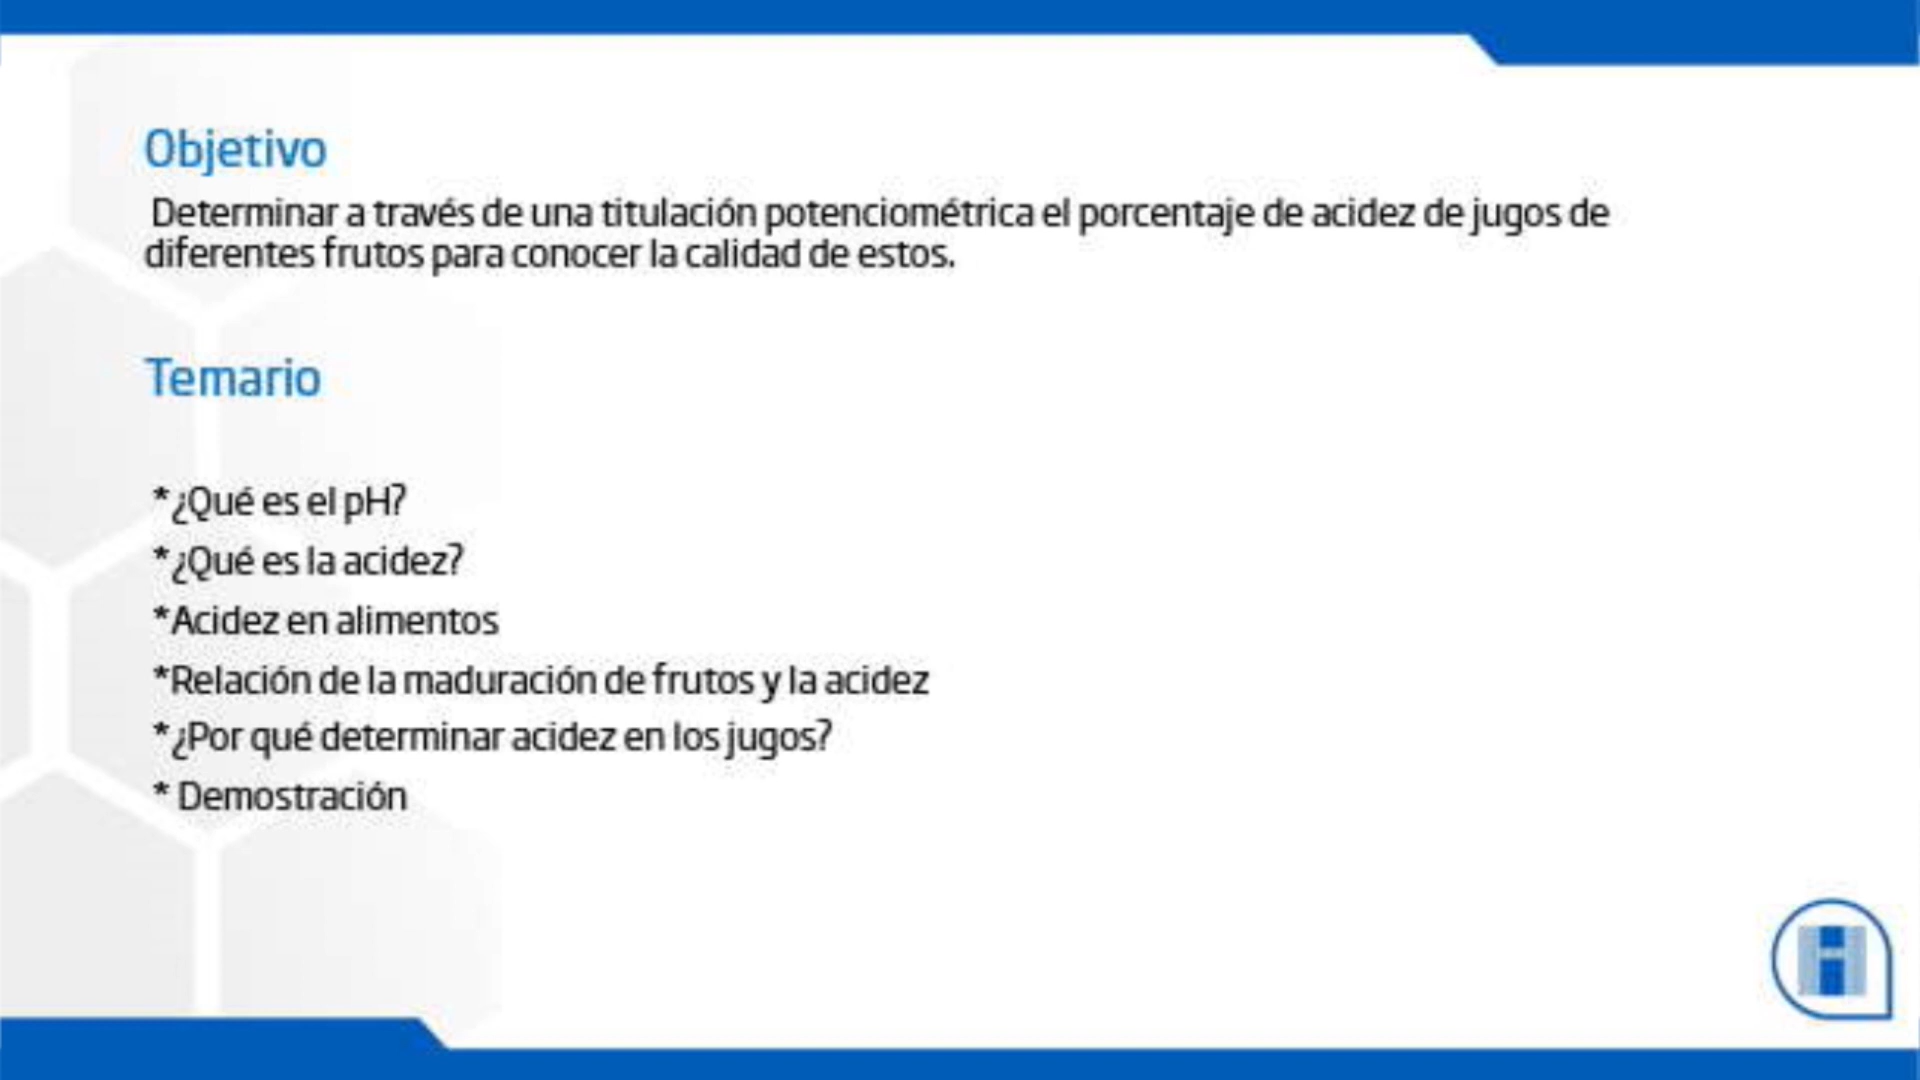 Objetivo
Determinar a través de una titulación potenciométrica el porcentaje de acidez de jugos de
diferentes frutos para conocer la calidad de estos.
Temario
*¿Qué es el pH?
*¿Qué es la acidez?
*Acidez en alimentos
*Relación de la maduración de frutos y la acidez
*¿Por qué determinar acidez en los jugos?
* Demostración